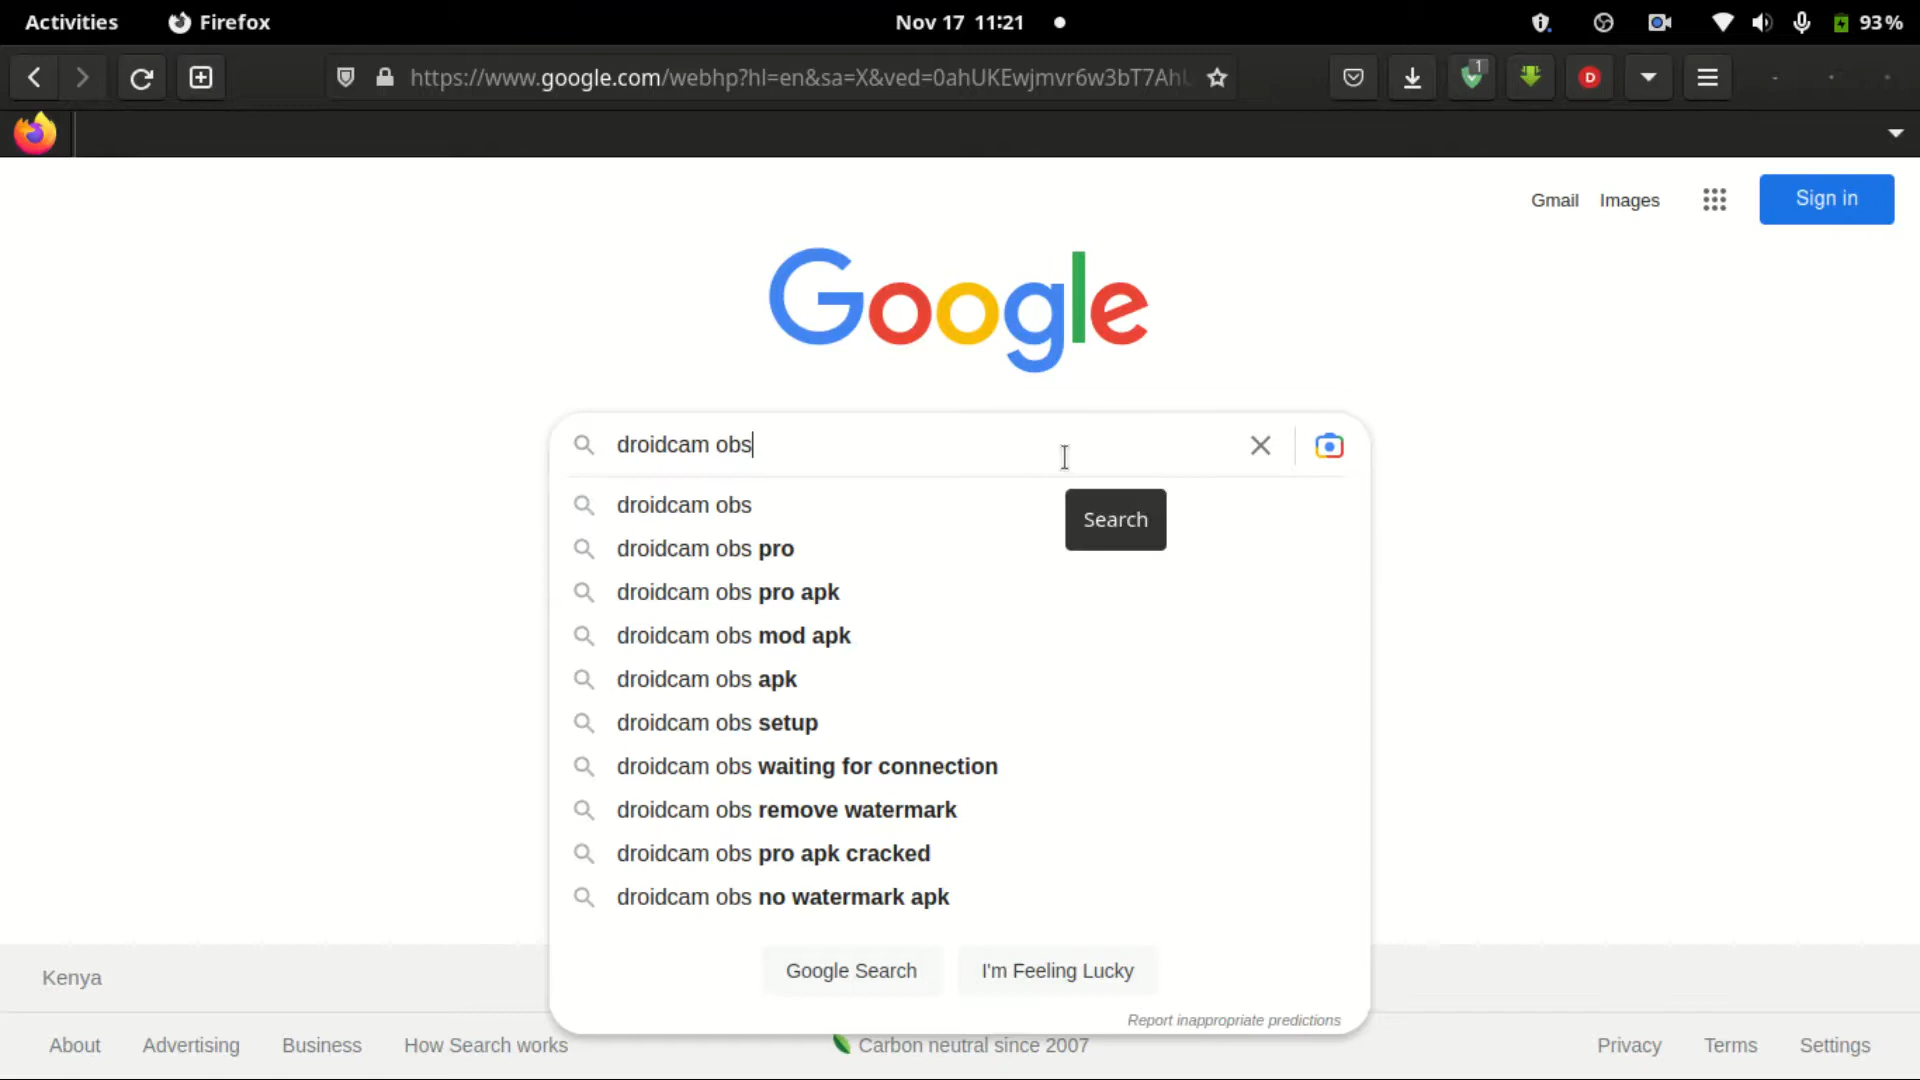 Activities
Firefox
Nov 17 11:21
93%
https://www.google.com/webhp?hl=en&sa=X&ved=0ahUKEwjmvr6w3bT7AhU
1
D
Gmail
Images
Sign in
Google
droidcam obs
droidcam obs
Search
droidcam obs pro
droidcam obs pro apk
droidcam obs mod apk
droidcam obs apk
droidcam obs setup
droidcam obs waiting for connection
droidcam obs remove watermark
droidcam obs pro apk cracked
droidcam obs no watermark apk
Google Search
I'm Feeling Lucky
Kenya
Report inappropriate predictions
About
Advertising
Business
How Search works
Carbon neutral since 2007
Privacy
Terms
Settings